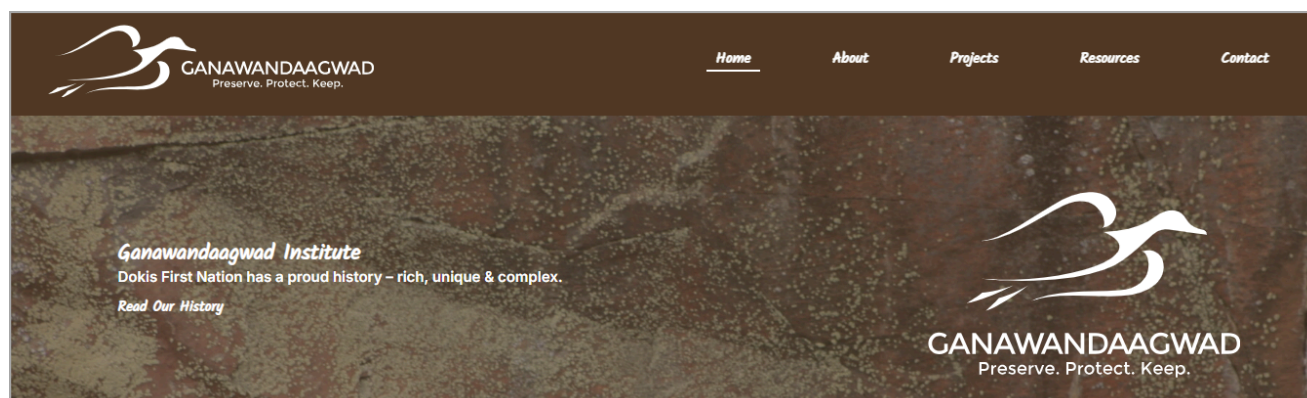 GANAWANDAAGWAD
Preserve. Protect. Keep.
Home About Projects Resources Contact
Ganawandaagwad Institute
Dokis First Nation has a proud history – rich, unique & complex.
Read Our History
GANAWANDAAGWAD
Preserve. Protect. Keep.